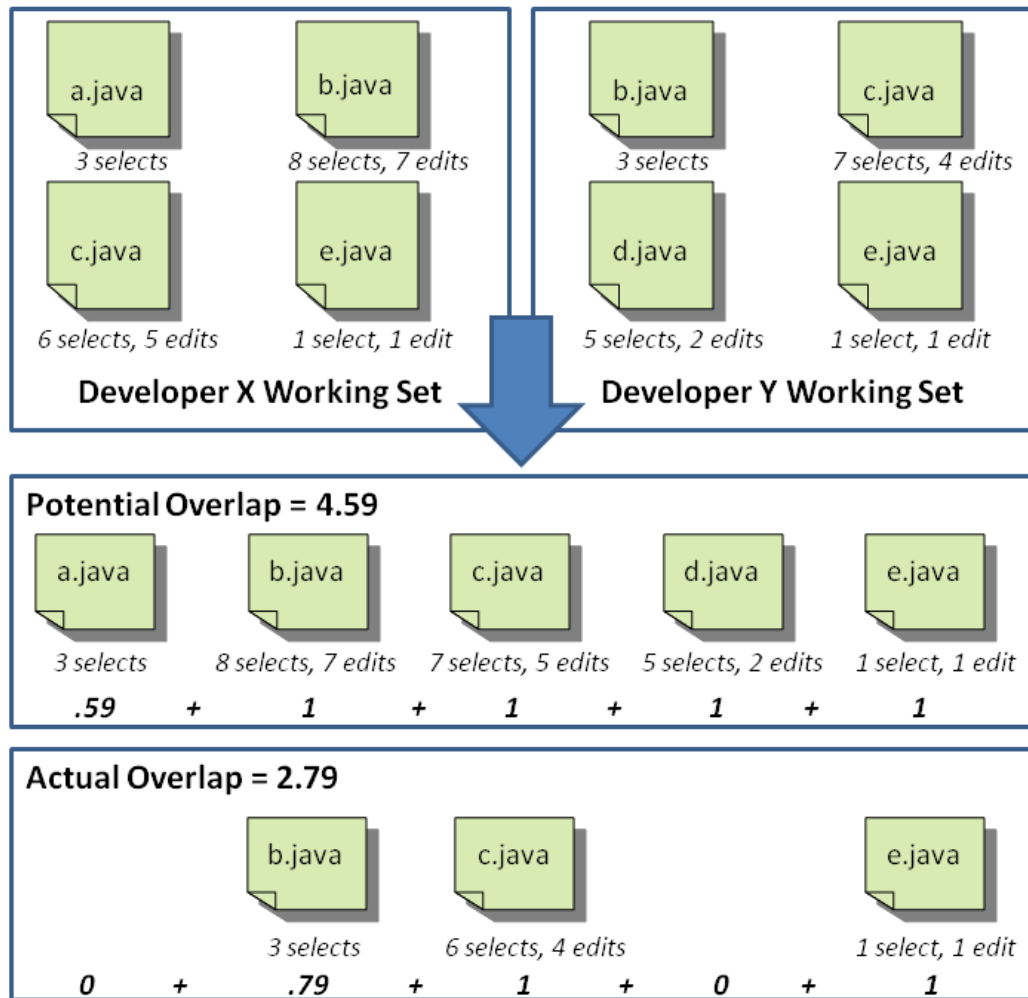 a.java
3 selects
b.java
8 selects, 7 edits
c.java
6 selects, 5 edits
e.java
1 select, 1 edit
Developer X Working Set
b.java
3 selects
c.java
7 selects, 4 edits
d.java
5 selects, 2 edits
e.java
1 select, 1 edit
Developer Y Working Set
Potential Overlap = 4.59
a.java b.java c.java d.java e.java
3 selects 8 selects, 7 edits 7 selects, 5 edits 5 selects, 2 edits 1 select, 1 edit
.59 + 1 + 1 + 1 + 1
Actual Overlap = 2.79
b.java c.java e.java
3 selects 6 selects, 4 edits 1 select, 1 edit
0 + .79 + 1 + 0 + 1